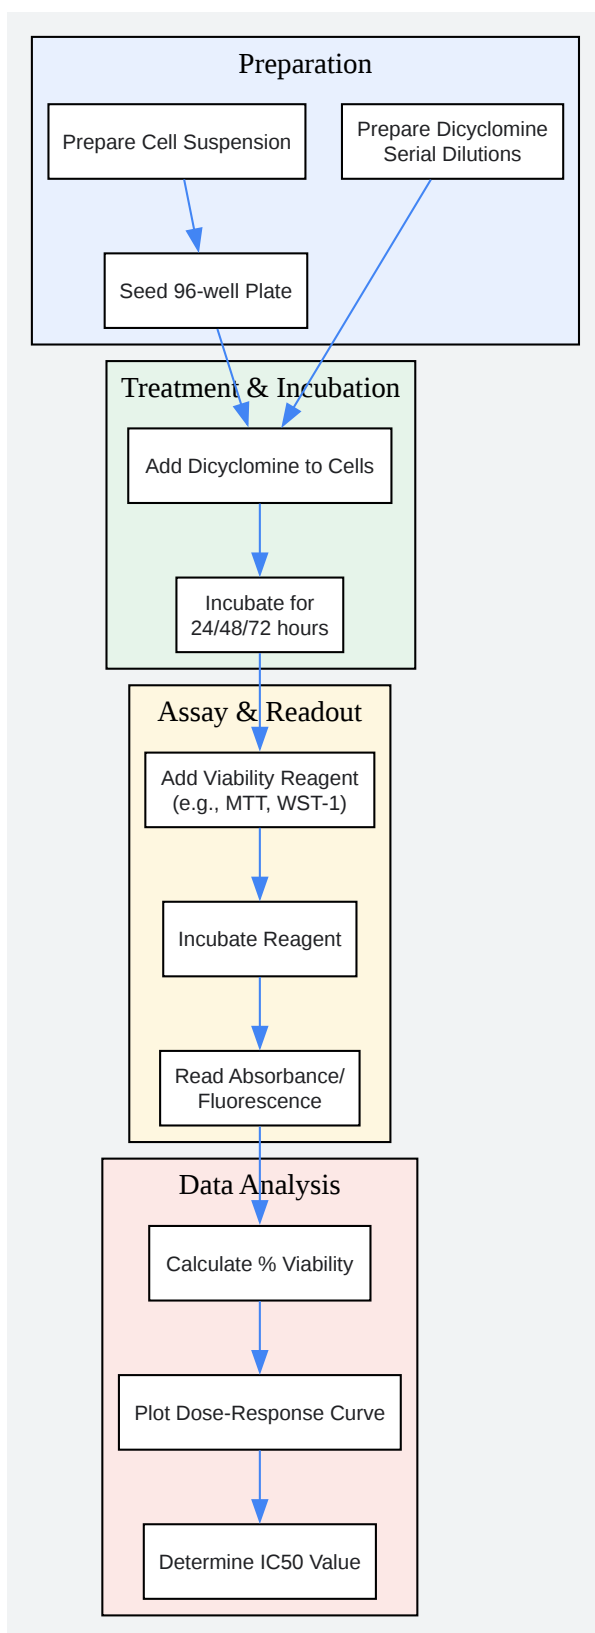 Preparation
Prepare Cell Suspension
Prepare Dicyclomine
Serial Dilutions
Seed 96-well Plate
Treatment & Incubation
Add Dicyclomine to Cells
Incubate for
24/48/72 hours
Assay & Readout
Add Viability Reagent
(e.g., MTT, WST-1)
Incubate Reagent
Read Absorbance/
Fluorescence
Data Analysis
Calculate % Viability
Plot Dose-Response Curve
Determine IC50 Value